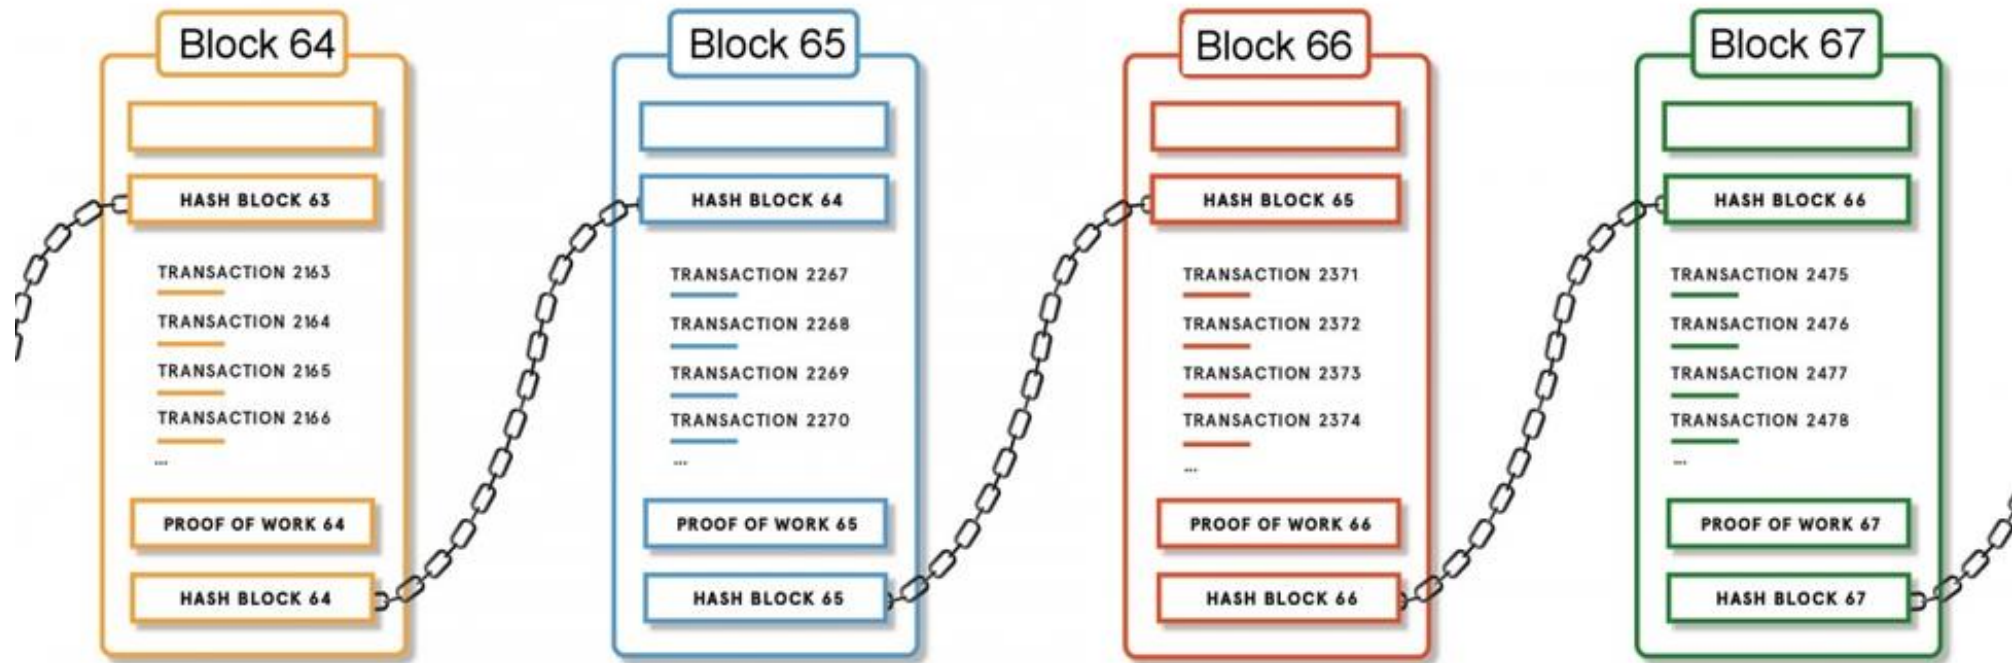 Block 64
HASH BLOCK 63
TRANSACTION 2163
TRANSACTION 2164
TRANSACTION 2165
TRANSACTION 2166
...
PROOF OF WORK 64
HASH BLOCK 64
Block 65
HASH BLOCK 64
TRANSACTION 2267
TRANSACTION 2268
TRANSACTION 2269
TRANSACTION 2270
...
PROOF OF WORK 65
HASH BLOCK 65
Block 66
HASH BLOCK 65
TRANSACTION 2371
TRANSACTION 2372
TRANSACTION 2373
TRANSACTION 2374
...
PROOF OF WORK 66
HASH BLOCK 66
Block 67
HASH BLOCK 66
TRANSACTION 2475
TRANSACTION 2476
TRANSACTION 2477
TRANSACTION 2478
...
PROOF OF WORK 67
HASH BLOCK 67